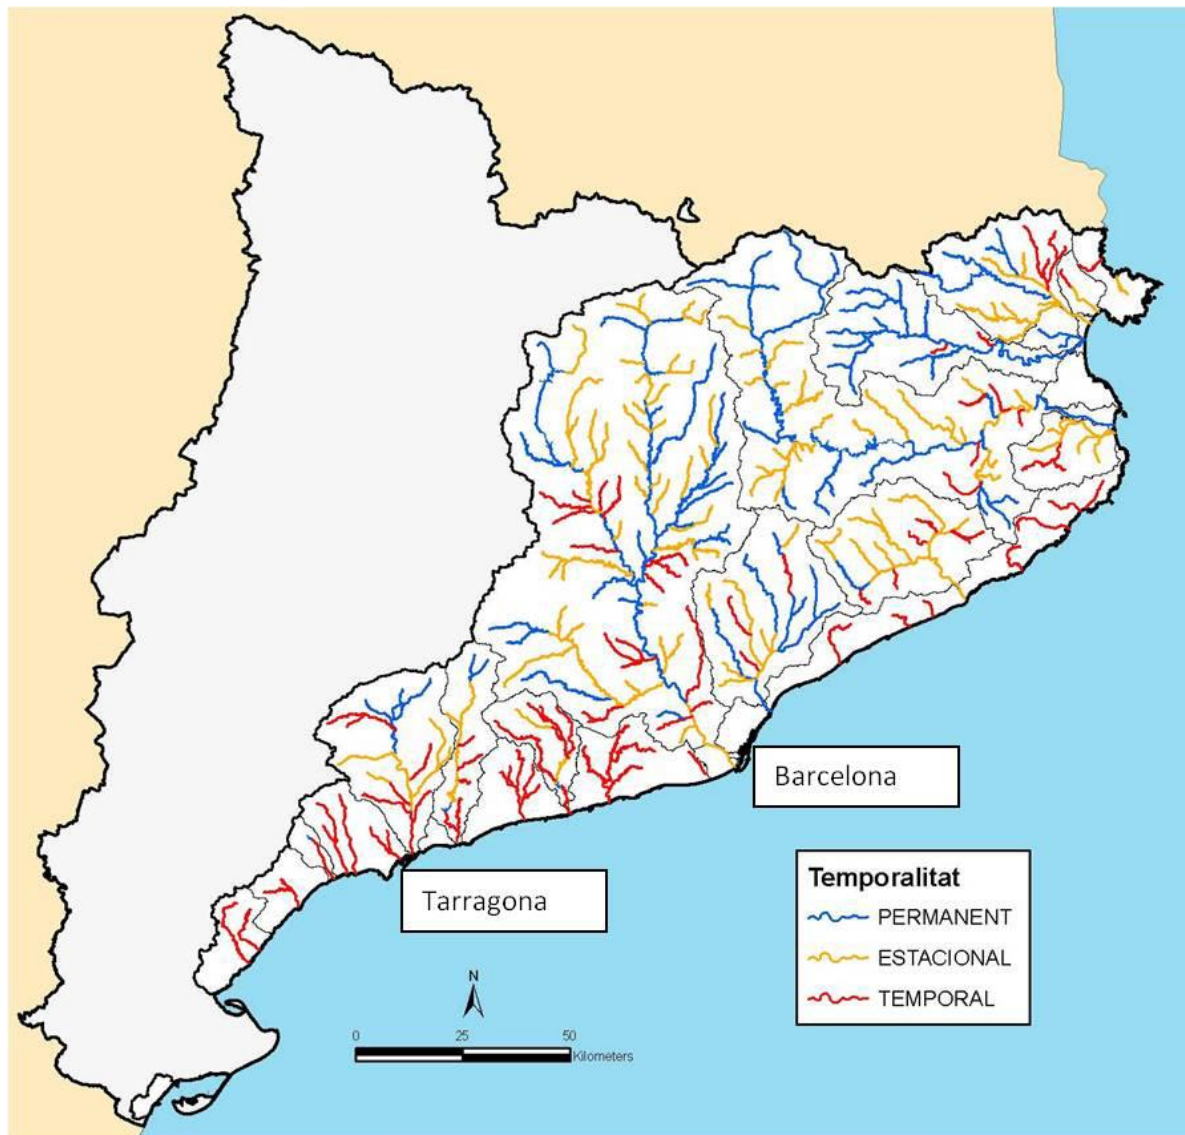 Barcelona
Tarragona
Temporalitat
PERMANENT
ESTACIONAL
TEMPORAL
N
0 25 50
Kilometers